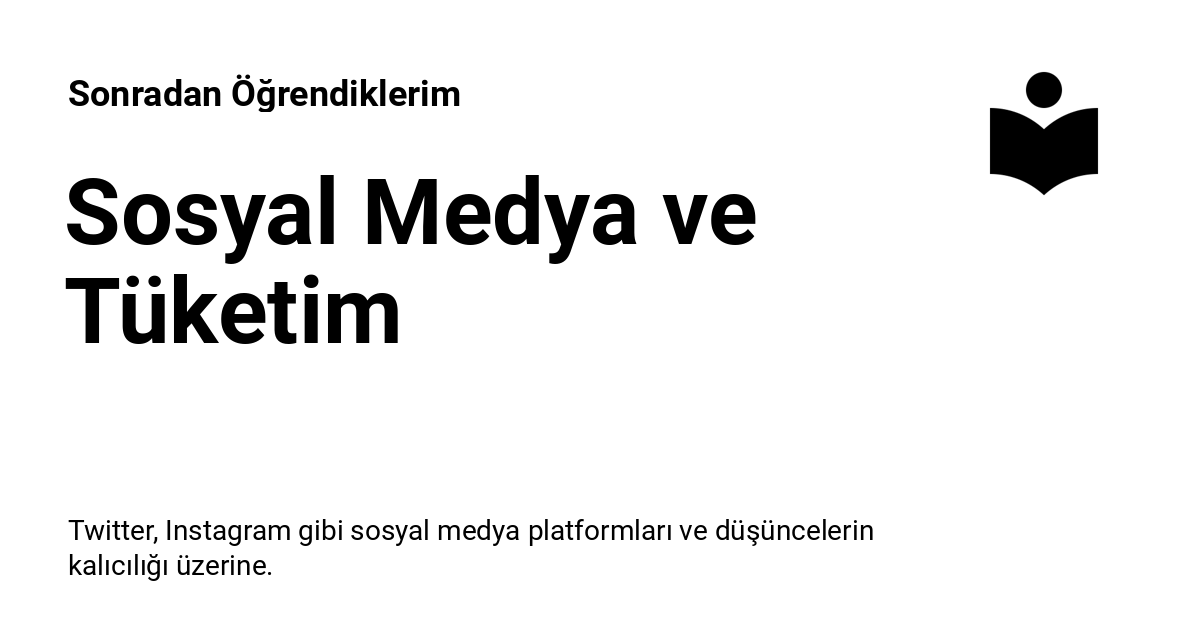 Sonradan Öğrendiklerim
Sosyal Medya ve
Tüketim
Twitter, Instagram gibi sosyal medya platformları ve düşüncelerin
kalıcılığı üzerine.